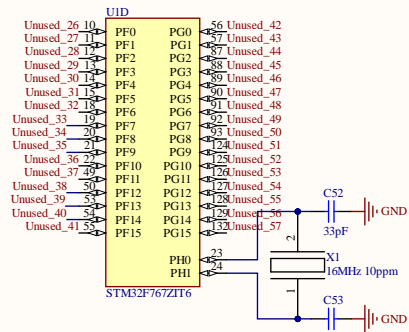 U1D
Unused_26 10 PF0 PG0 56 Unused_42
Unused_27 11 PF1 PG1 57 Unused_43
Unused_28 12 PF2 PG2 87 Unused_44
Unused_29 13 PF3 PG3 88 Unused_45
Unused_30 14 PF4 PG4 89 Unused_46
Unused_31 15 PF5 PG5 90 Unused_47
Unused_32 18 PF6 PG6 91 Unused_48
Unused_33 19 PF7 PG7 92 Unused_49
Unused_34 20 PF8 PG8 93 Unused_50
Unused_35 21 PF9 PG9 124 Unused_51
Unused_36 22 PF10 PG10 125 Unused_52
Unused_37 49 PF11 PG11 126 Unused_53
Unused_38 50 PF12 PG12 127 Unused_54
Unused_39 53 PF13 PG13 128 Unused_55
Unused_40 54 PF14 PG14 129 Unused_56
Unused_41 55 PF15 PG15 132 Unused_57
PH0 23
PH1 24
STM32F767ZIT6
C52
33pF
GND
2
X1
16MHz 10ppm
1
C53
GND